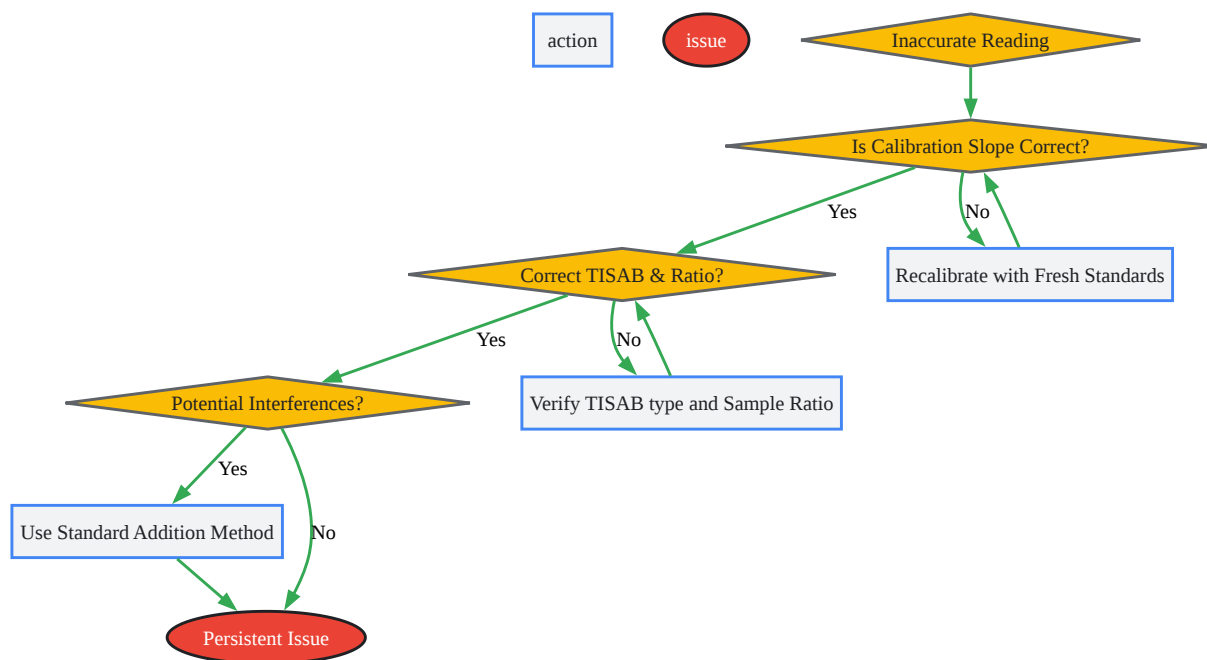 action
issue
Inaccurate Reading
Is Calibration Slope Correct?
Yes
No
Correct TISAB & Ratio?
Recalibrate with Fresh Standards
Yes
No
Potential Interferences?
Verify TISAB type and Sample Ratio
Yes
Use Standard Addition Method
No
Persistent Issue